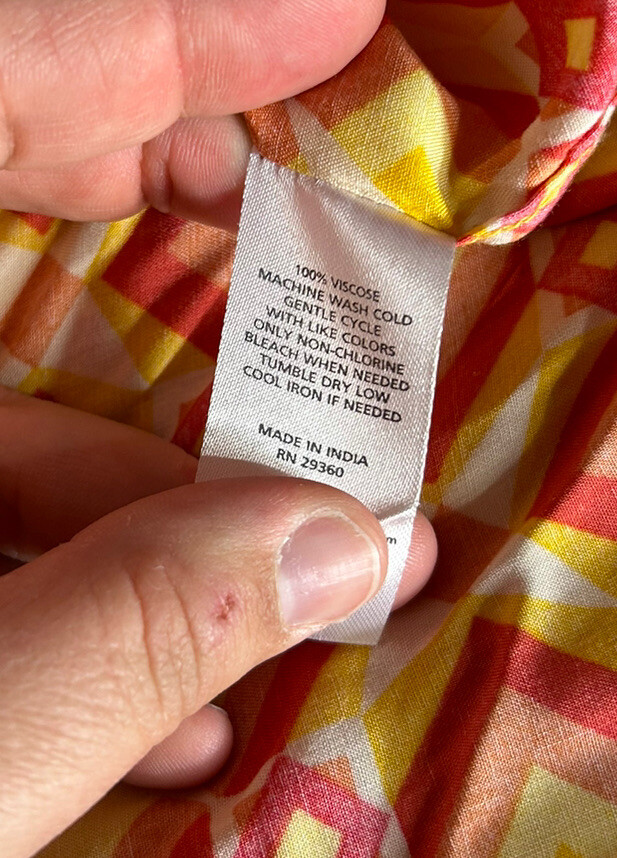 100% VISCOSE
MACHINE WASH COLD
GENTLE CYCLE
WITH LIKE COLORS
ONLY NON-CHLORINE
BLEACH WHEN NEEDED
TUMBLE DRY LOW
COOL IRON IF NEEDED
MADE IN INDIA
RN 29360